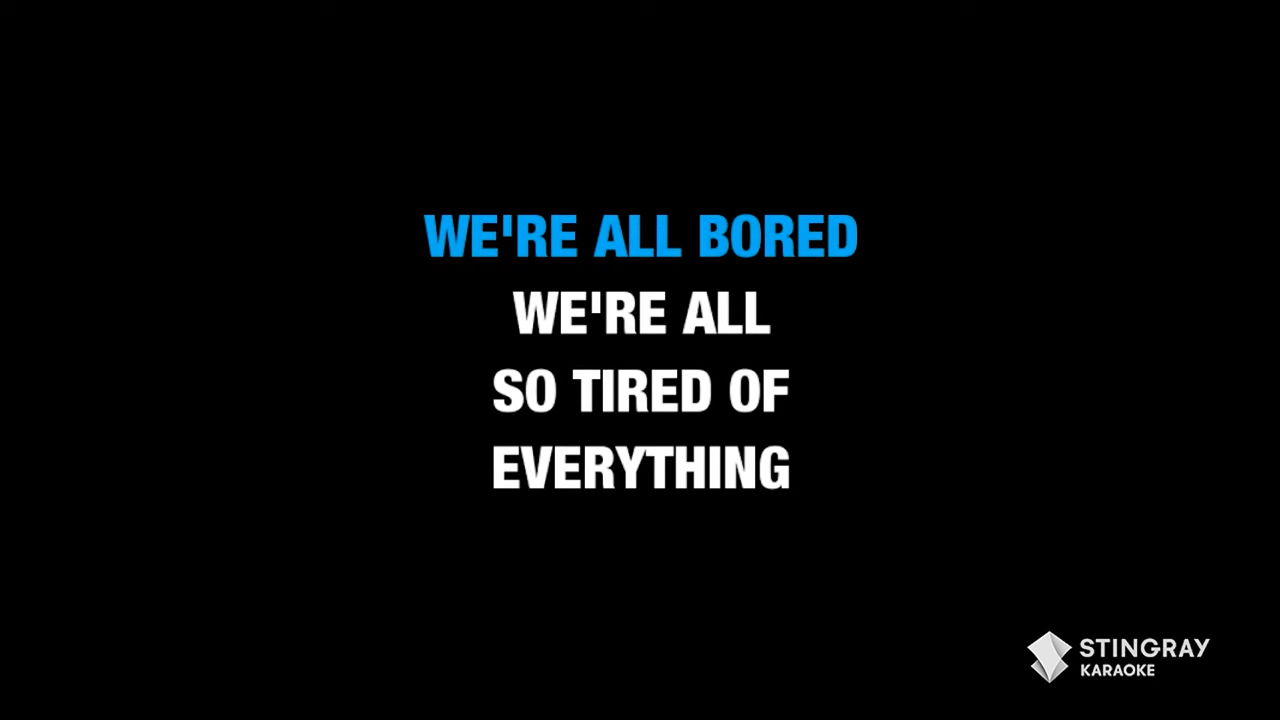 WE'RE ALL BORED
WE'RE ALL
SO TIRED OF
EVERYTHING
STINGRAY
KARAOKE